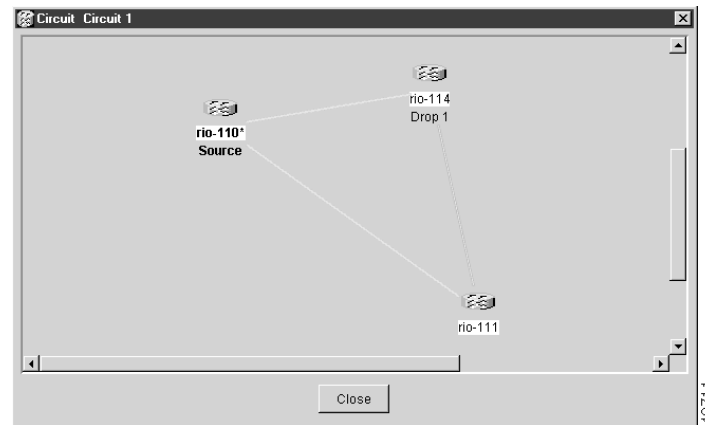 Circuit Circuit 1
rio-114
Drop 1
rio-110*
Source
rio-111
Close